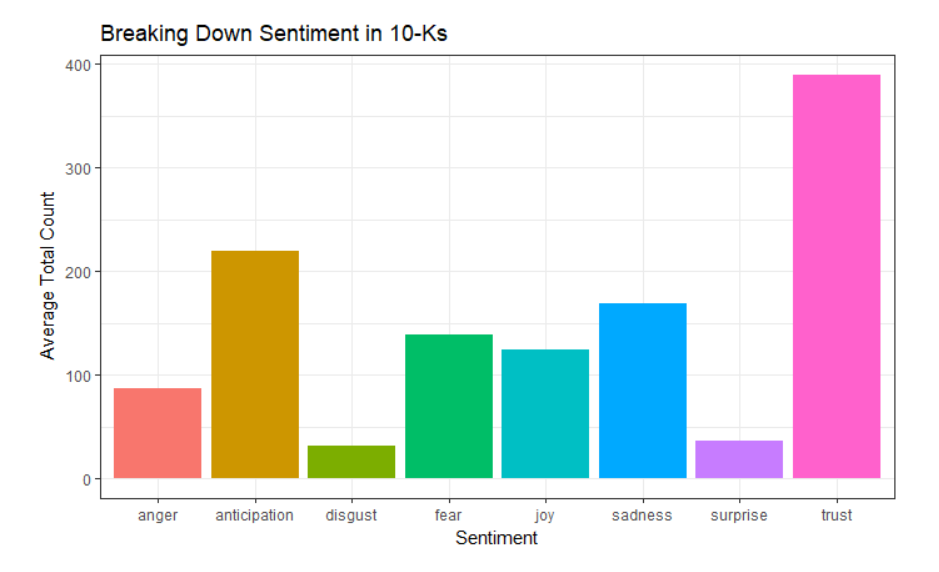 Breaking Down Sentiment in 10-Ks
Average Total Count
400
300
200
100
0
anger anticipation disgust fear joy sadness surprise trust
Sentiment